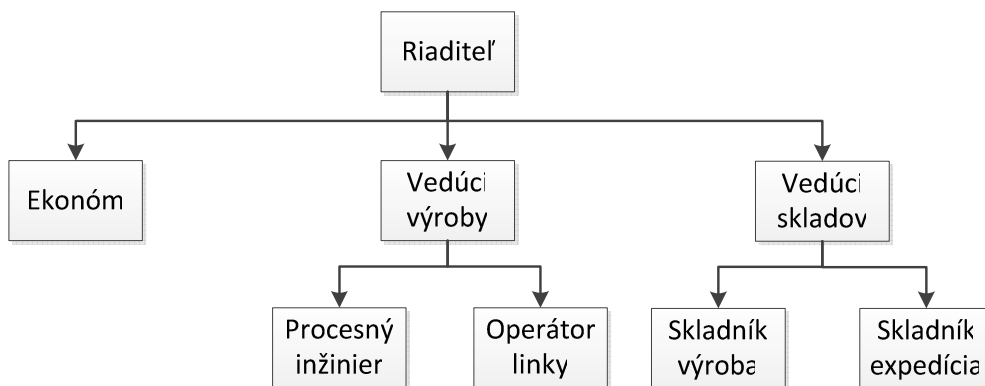 Riaditeľ
Ekonóm
Vedúci
výroby
Vedúci
skladov
Procesný
inžinier
Operátor
linky
Skladník
výroba
Skladník
expedícia